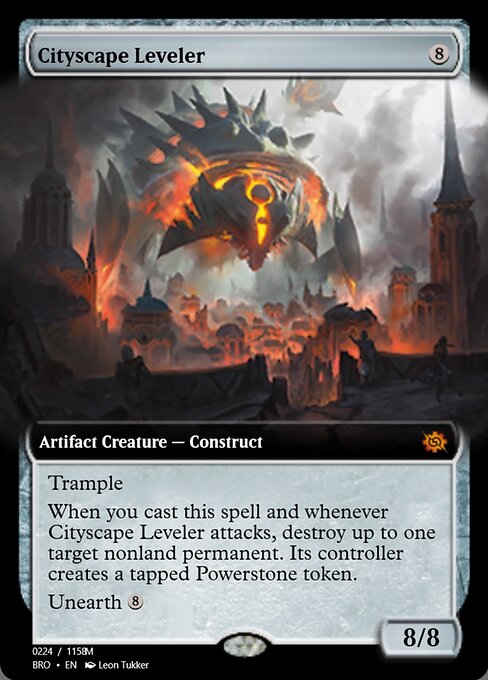 Cityscape Leveler 8
Artifact Creature — Construct
Trample
When you cast this spell and whenever
Cityscape Leveler attacks, destroy up to one
target nonland permanent. Its controller
creates a tapped Powerstone token.
Unearth 8
8/8
0224 / 1158M
BRO • EN Leon Tukker